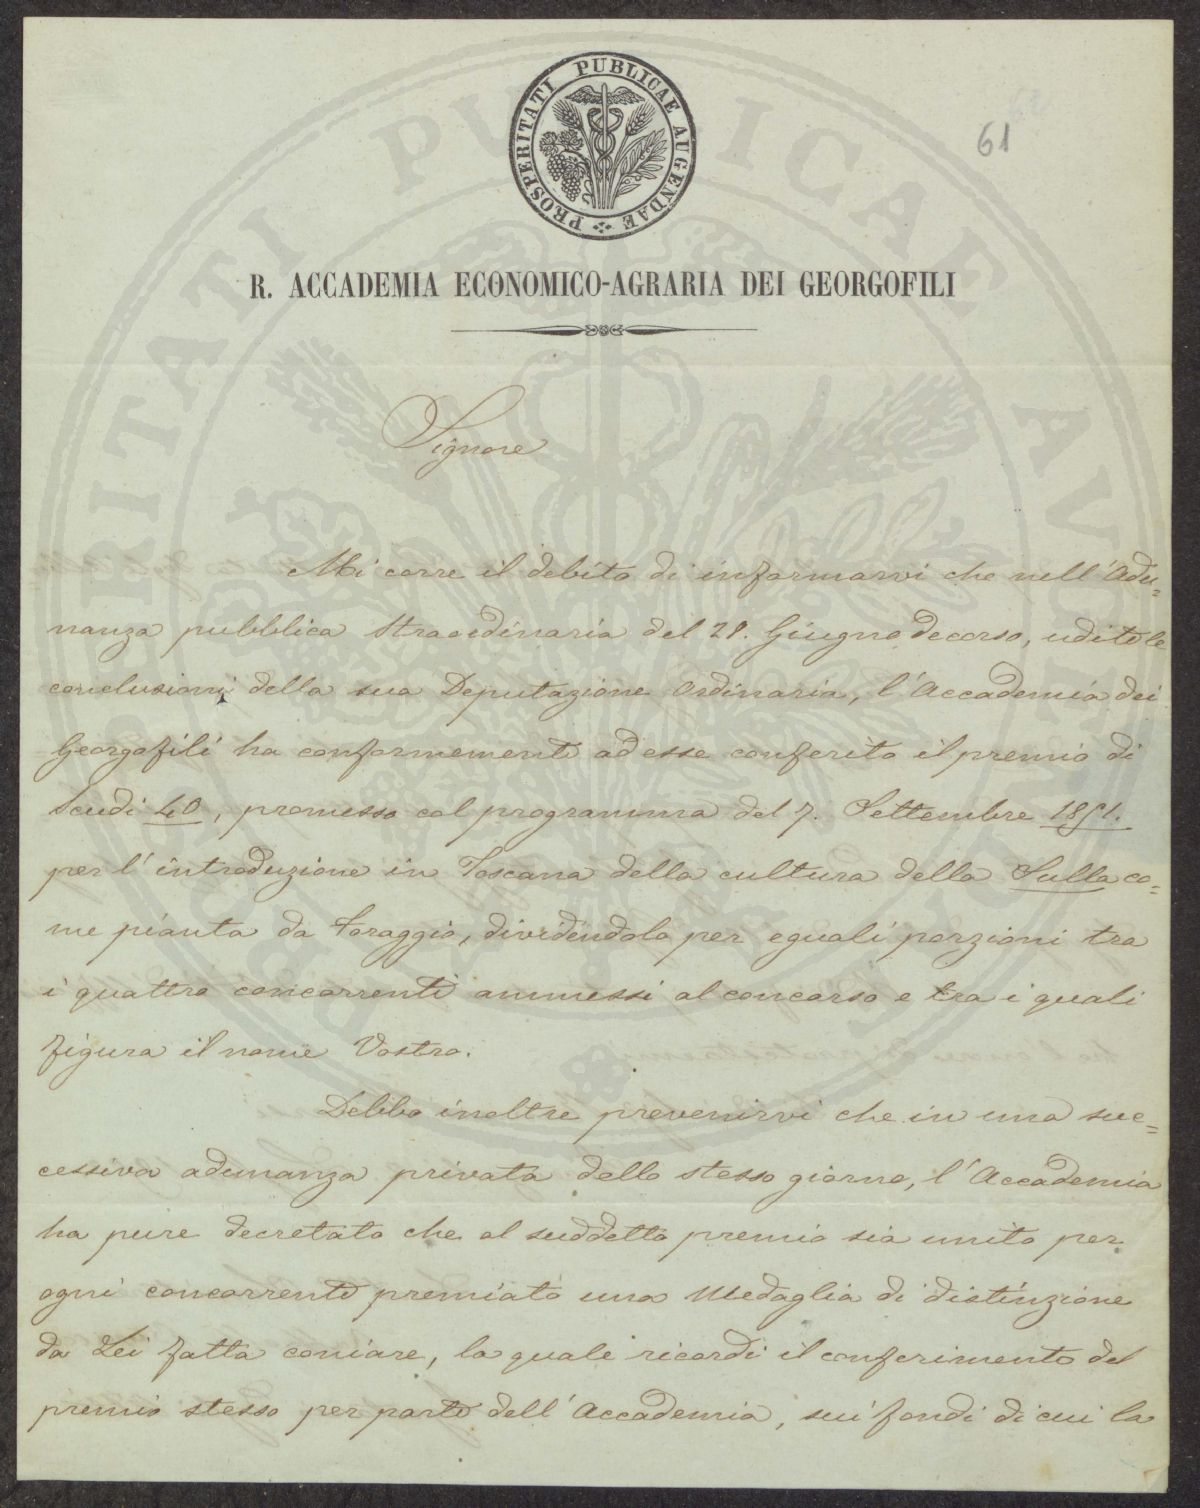 PROSPERITATI PUBLICAE AUGENDAE
61
R. ACCADEMIA ECONOMICO-AGRARIA DEI GEORGOFILI
Signore
Mi corre il debito di informarvi che nell'Adu=
nanza pubblica Straordinaria del 28. Giugno decorso, udite le
conclusioni della sua Deputazione Ordinaria, l'Accademia dei
Georgofili ha conformemente ad esse conferito il premio di
Scudi 40, promesso col programma del 7. Settembre 1851.
per l'introduzione in Toscana della cultura della Sulla co=
me pianta da foraggio, dividendola per eguali porzioni tra
i quattro concorrenti ammessi al concorso e tra i quali
figura il nome Vostro.
Debbo inoltre prevenirvi che in una suc=
cessiva adunanza privata dello stesso giorno, l'Accademia
ha pure decretato che al suddetto premio sia unito per
ogni concorrente premiato una Medaglia di distinzione
da Lei fatta coniare, la quale ricordi il conferimento del
premio stesso per parte dell'Accademia, sui fondi di cui la